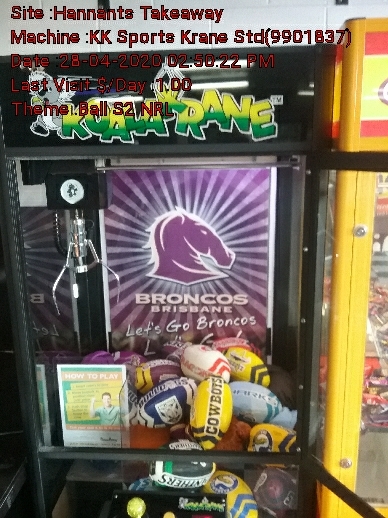 Site :Hannants Takeaway
Machine :KK Sports Krane Std(9901837)
Date :28-04-2020 02:50:22 PM
Last Visit $/Day :1.00
Theme: Ball S2 NRL
KOALA KRANE
BRONCOS
BRISBANE
Let's Go Broncos
HOW TO PLAY
COWBOYS